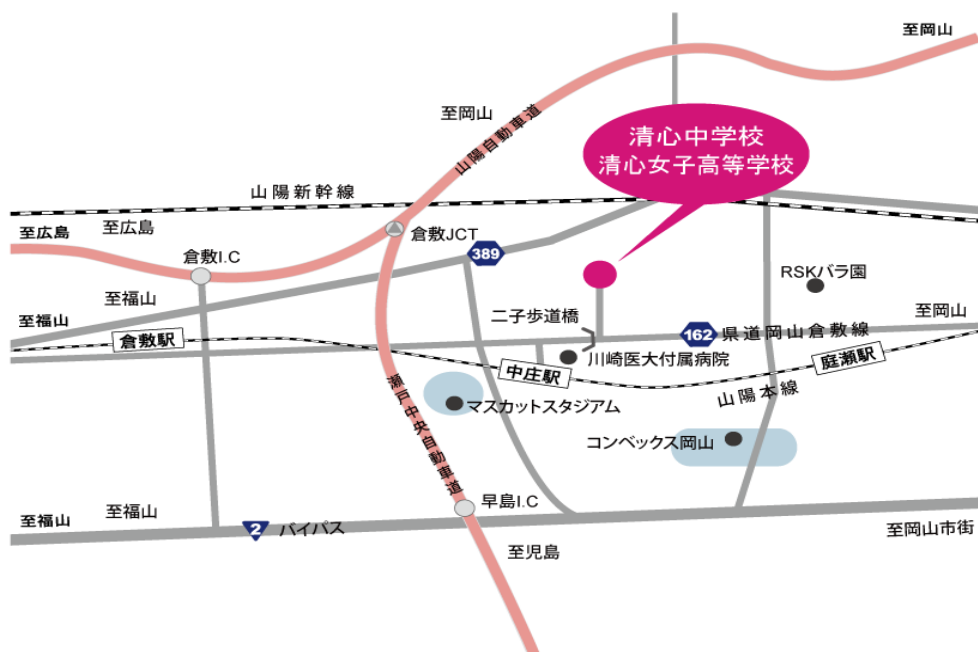 至岡山
至岡山
山陽自動車道
清心中学校
清心女子高等学校
山陽新幹線
至広島
至広島
倉敷JCT
倉敷I.C
389
RSKバラ園
至福山
至福山
二子歩道橋
至岡山
162
県道岡山倉敷線
倉敷駅
川崎医大付属病院
中庄駅
庭瀬駅
山陽本線
瀬戸中央自動車道
マスカットスタジアム
コンベックス岡山
早島I.C
至福山
至福山
2
バイパス
至岡山市街
至児島